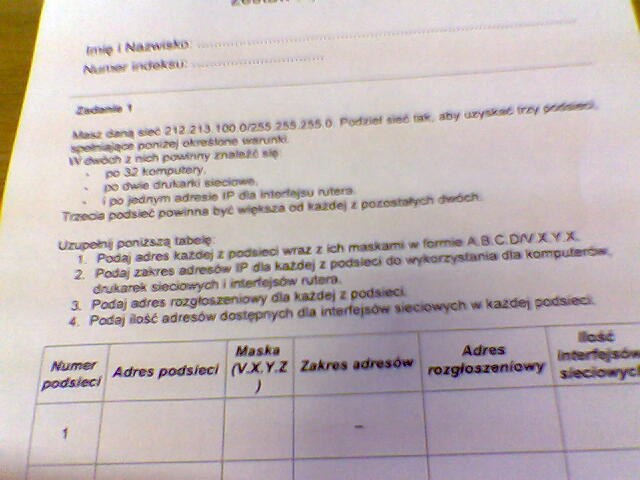 Imię i Nazwisko:
Numer indeksu:
Zadanie 1
Masz daną sieć 212.213.100.0/255.255.255.0. Podziel sieć tak, aby uzyskać trzy podsieci,
spełniające poniżej określone warunki.
W dwóch z nich powinny znaleźć się:
- po 32 komputery,
- po dwie drukarki sieciowe,
- i po jednym adresie IP dla interfejsu rutera.
Trzecia podsieć powinna być większa od każdej z pozostałych dwóch.
Uzupełnij poniższą tabelę:
1. Podaj adres każdej z podsieci wraz z ich maskami w formie A.B.C.D/V.X.Y.X.
2. Podaj zakres adresów IP dla każdej z podsieci do wykorzystania dla komputerów,
drukarek sieciowych i interfejsów rutera.
3. Podaj adres rozgłoszeniowy dla każdej z podsieci.
4. Podaj ilość adresów dostępnych dla interfejsów sieciowych w każdej podsieci.
Numer podsieci
Adres podsieci
Maska (V.X.Y.Z)
Zakres adresów
Adres rozgłoszeniowy
Ilość interfejsów sieciowych
1
–